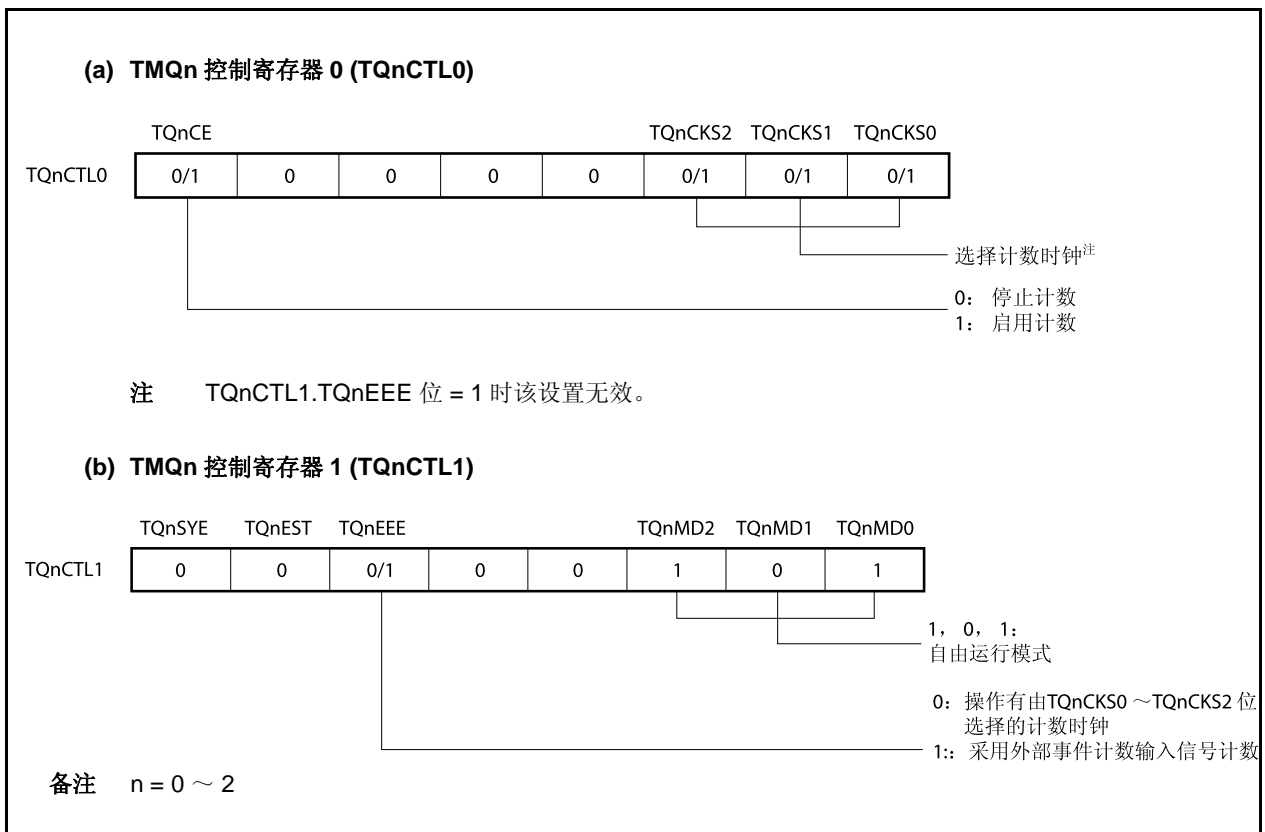 (a) TMQn 控制寄存器 0 (TQnCTL0)
TQnCE TQnCKS2 TQnCKS1 TQnCKS0
TQnCTL0 0/1 0 0 0 0 0/1 0/1 0/1
选择计数时钟注
0： 停止计数
1： 启用计数
注 TQnCTL1.TQnEEE 位 = 1 时该设置无效。
(b) TMQn 控制寄存器 1 (TQnCTL1)
TQnSYE TQnEST TQnEEE TQnMD2 TQnMD1 TQnMD0
TQnCTL1 0 0 0/1 0 0 1 0 1
1， 0， 1：
自由运行模式
0：操作有由TQnCKS0 ～TQnCKS2 位
选择的计数时钟
1:：采用外部事件计数输入信号计数
备注 n = 0 ～ 2